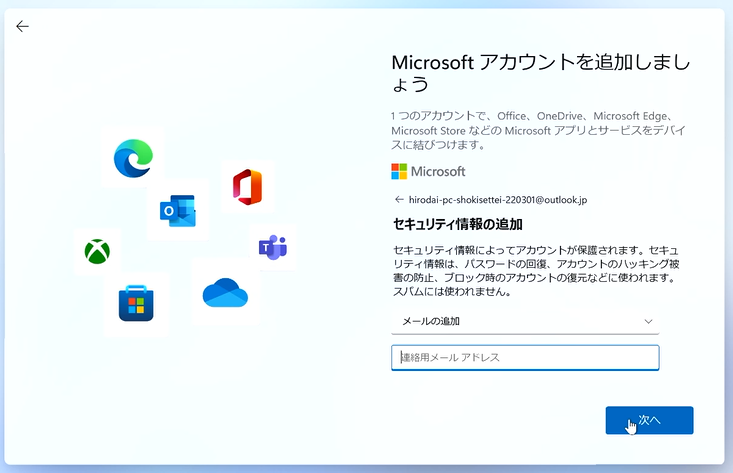 Microsoft アカウントを追加しまし
ょう
1 つのアカウントで、Office、OneDrive、Microsoft Edge、
Microsoft Store などの Microsoft アプリとサービスをデバイ
スに結びつけます。
Microsoft
← hirodai-pc-shokisettei-220301@outlook.jp
セキュリティ情報の追加
セキュリティ情報によってアカウントが保護されます。セキュ
リティ情報は、パスワードの回復、アカウントのハッキング被
害の防止、ブロック時のアカウントの復元などに使われます。
スパムには使われません。
メールの追加
連絡用メール アドレス
次へ